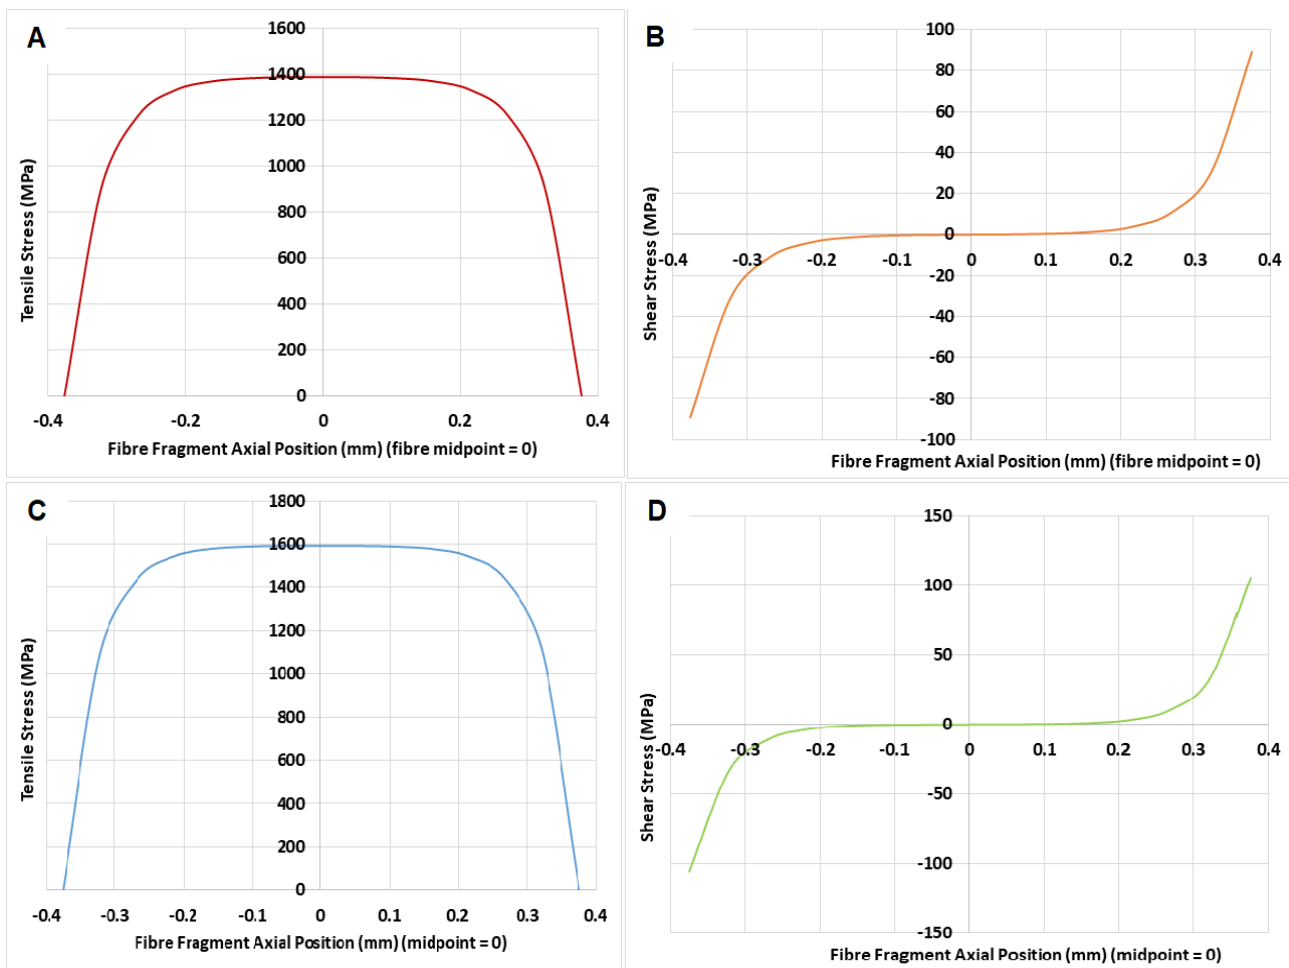 A
1600
1400
1200
1000
800
600
400
200
0
-0.4 -0.2 0 0.2 0.4
Tensile Stress (MPa)
Fibre Fragment Axial Position (mm) (fibre midpoint = 0)
B
100
80
60
40
20
0
-0.4 -0.3 -0.2 -0.1 0 0.1 0.2 0.3 0.4
-20
-40
-60
-80
-100
Shear Stress (MPa)
Fibre Fragment Axial Position (mm) (fibre midpoint = 0)
C
1800
1600
1400
1200
1000
800
600
400
200
0
-0.4 -0.3 -0.2 -0.1 0 0.1 0.2 0.3 0.4
Tensile Stress (MPa)
Fibre Fragment Axial Position (mm) (midpoint = 0)
D
150
100
50
0
-0.4 -0.3 -0.2 -0.1 0 0.1 0.2 0.3 0.4
-50
-100
-150
Shear Stress (MPa)
Fibre Fragment Axial Position (mm) (midpoint = 0)